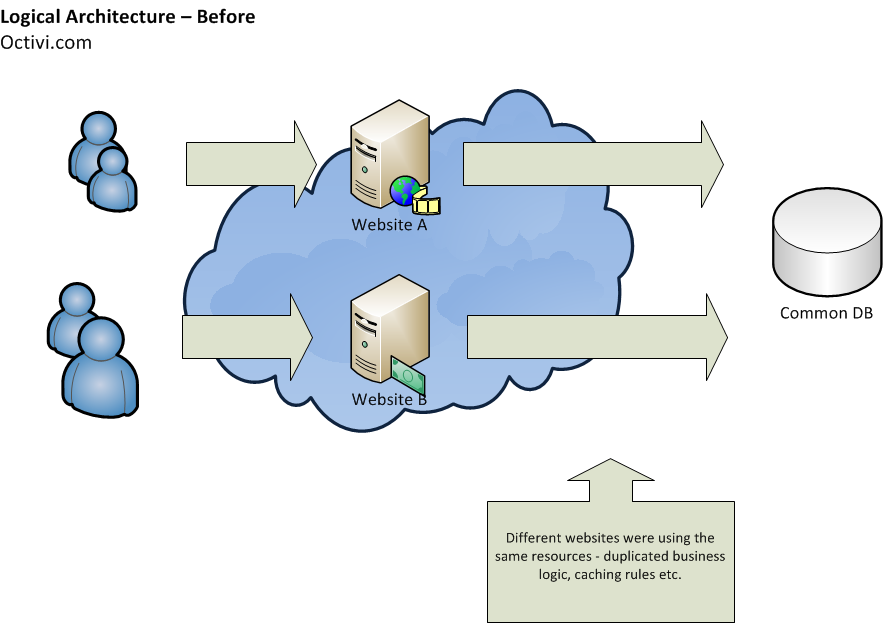 Logical Architecture – Before
Octivi.com
Website A
Common DB
Website B
Different websites were using the
same resources - duplicated business
logic, caching rules etc.